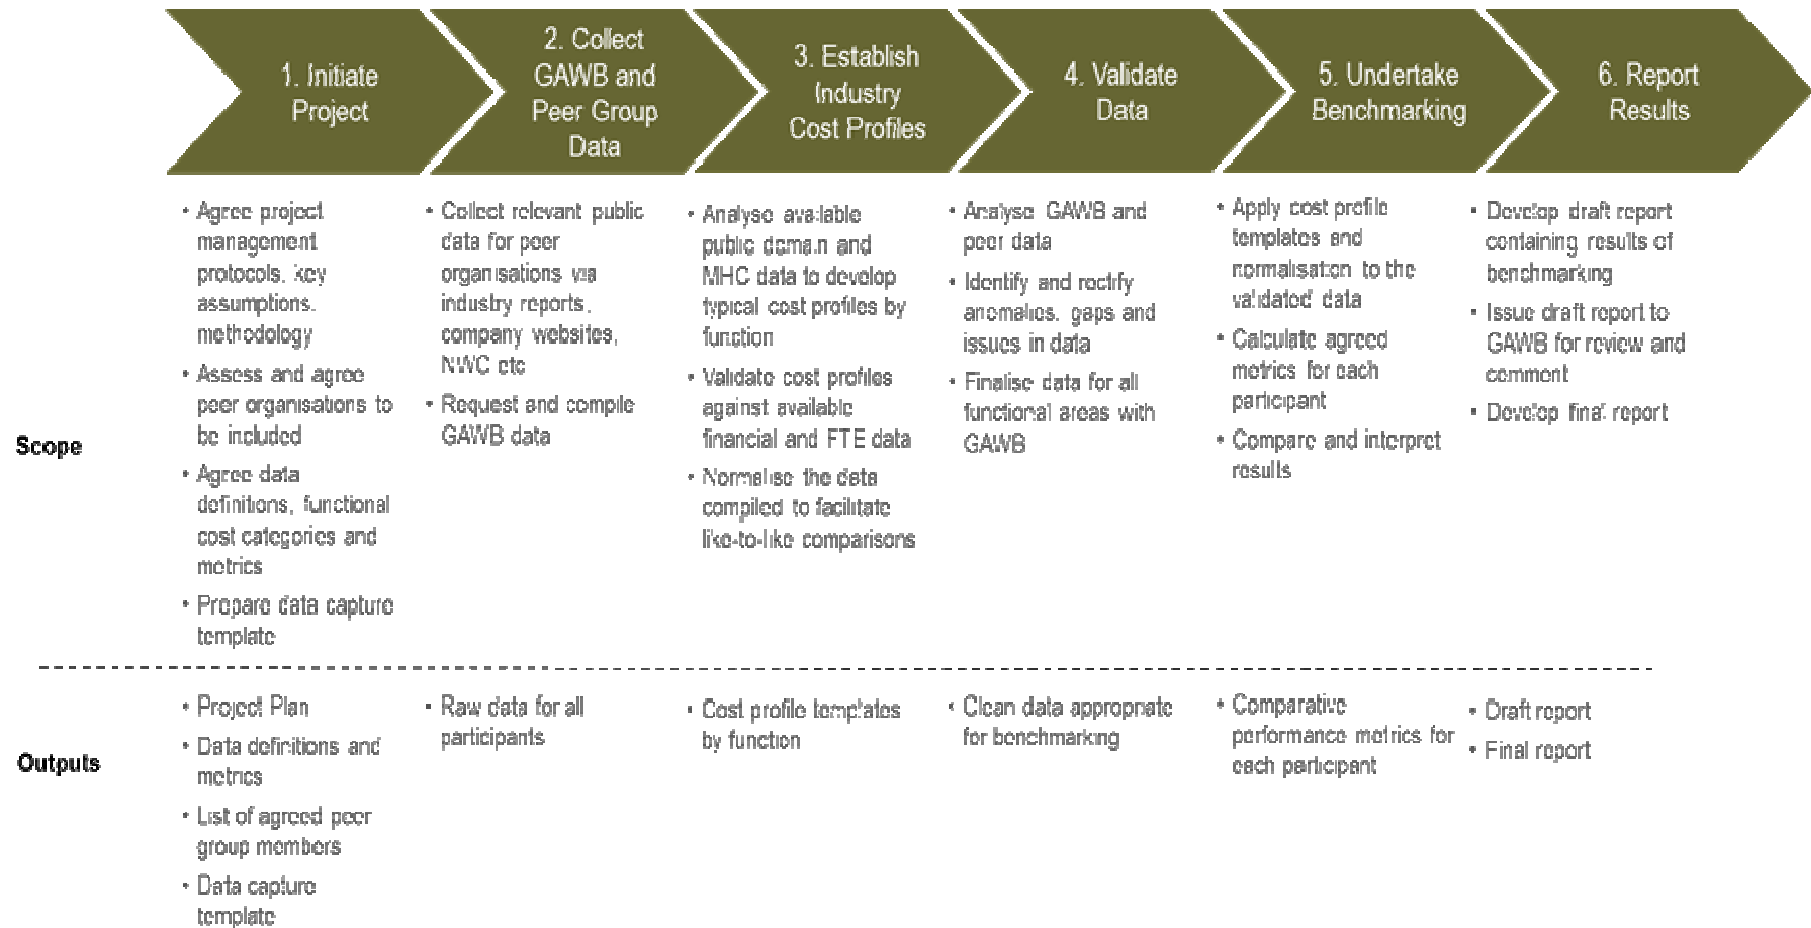 1. Initiate
Project
2. Collect
GAWB and
Peer Group
Data
3. Establish
Industry
Cost Profiles
4. Validate
Data
5. Undertake
Benchmarking
6. Report
Results
Scope
• Agree project
management
protocols, key
assumptions,
methodology
• Assess and agree
peer organisations to
be included
• Agree data
definitions, functional
cost categories and
metrics
• Prepare data capture
template
• Collect relevant public
data for peer
organisations via
industry reports,
company websites,
NWC etc
• Request and compile
GAWB data
• Analyse available
public domain and
MHC data to develop
typical cost profiles by
function
• Validate cost profiles
against available
financial and FTE data
• Normalise the data
compiled to facilitate
like-to-like comparisons
• Analyse GAWB and
peer data
• Identify and rectify
anomalies, gaps and
issues in data
• Finalise data for all
functional areas with
GAWB
• Apply cost profile
templates and
normalisation to the
validated data
• Calculate agreed
metrics for each
participant
• Compare and interpret
results
• Develop draft report
containing results of
benchmarking
• Issue draft report to
GAWB for review and
comment
• Develop final report
Outputs
• Project Plan
• Data definitions and
metrics
• List of agreed peer
group members
• Data capture
template
• Raw data for all
participants
• Cost profile templates
by function
• Clean data appropriate
for benchmarking
• Comparative
performance metrics for
each participant
• Draft report
• Final report